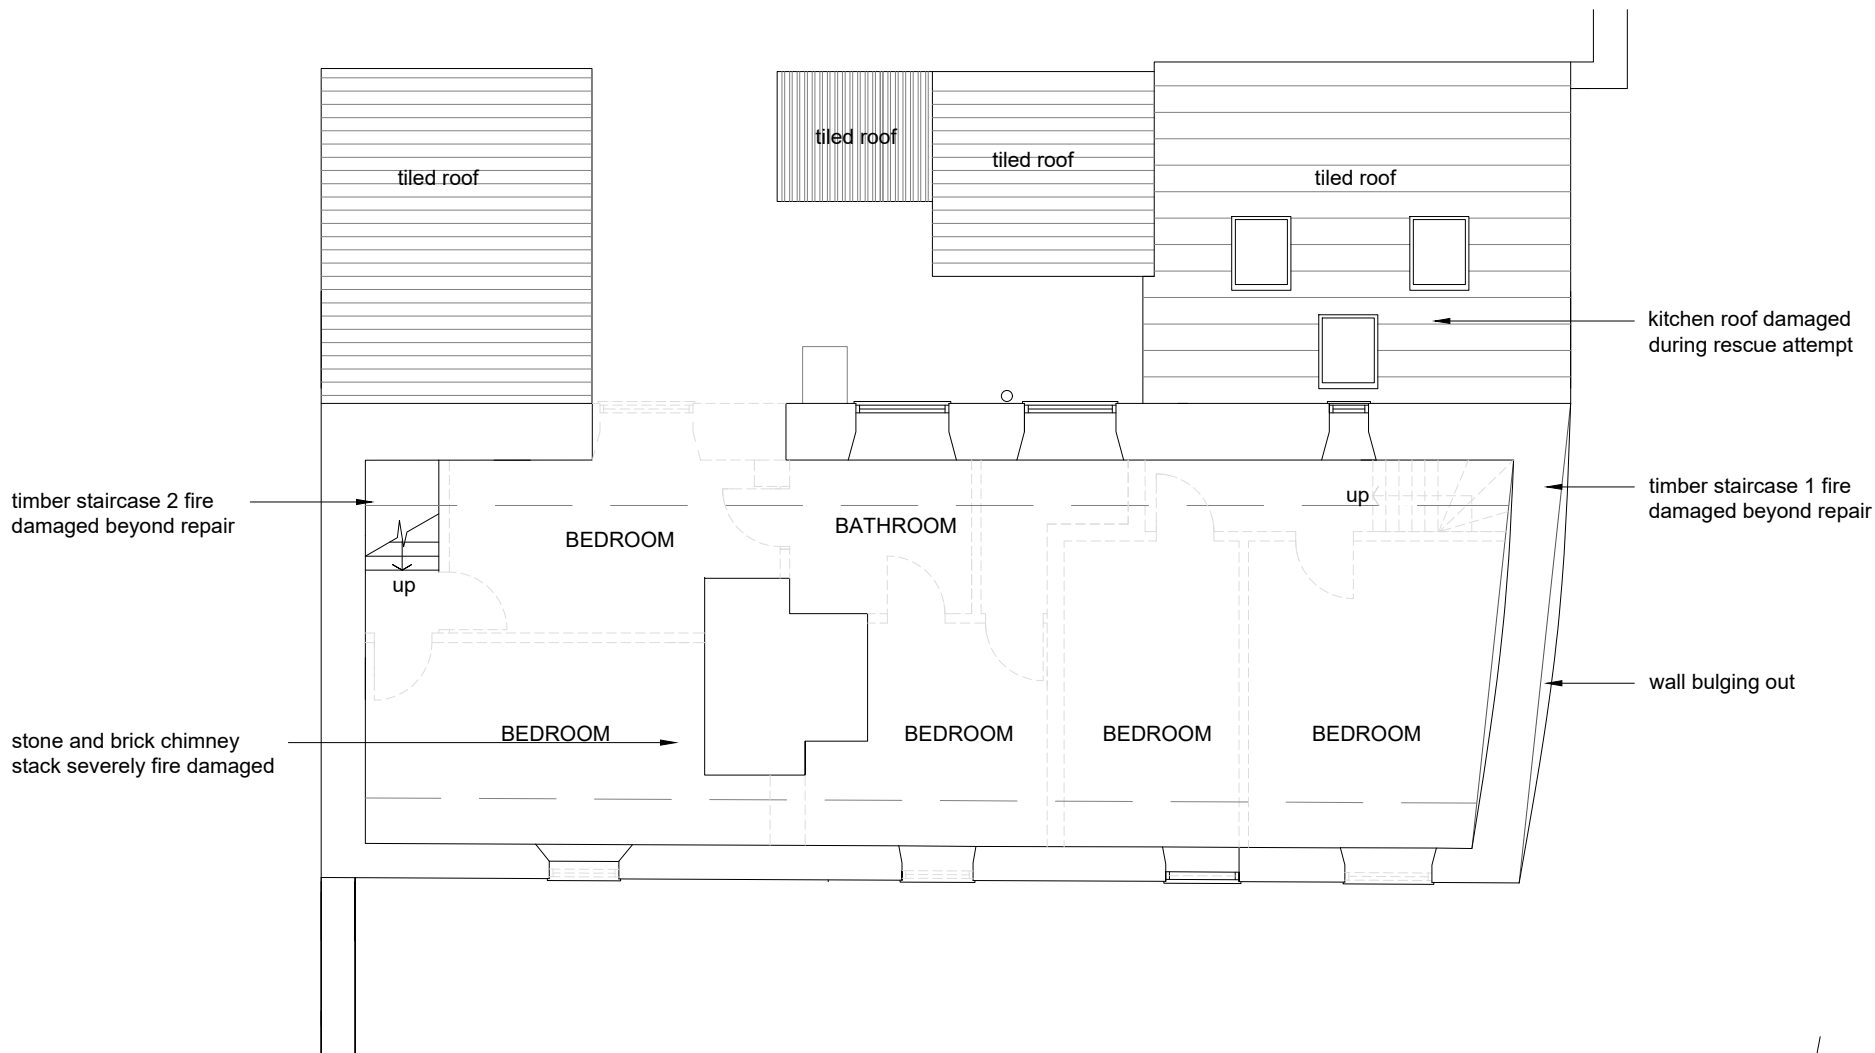 tiled roof
tiled roof
tiled roof
tiled roof
kitchen roof damaged
during rescue attempt
timber staircase 2 fire
damaged beyond repair
up
BEDROOM
BATHROOM
up
timber staircase 1 fire
damaged beyond repair
wall bulging out
stone and brick chimney
stack severely fire damaged
BEDROOM
BEDROOM
BEDROOM
BEDROOM